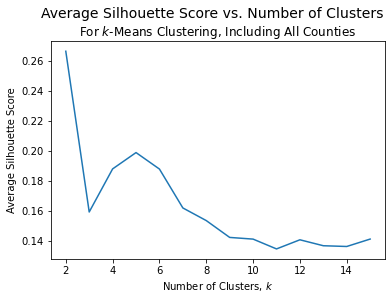 Average Silhouette Score vs. Number of Clusters
For k-Means Clustering, Including All Counties
Average Silhouette Score
0.26
0.24
0.22
0.20
0.18
0.16
0.14
2 4 6 8 10 12 14
Number of Clusters, k